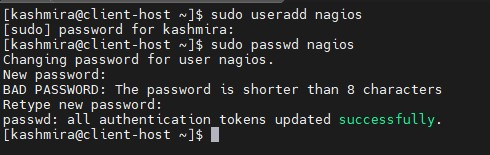 [kashmira@client-host ~]$ sudo useradd nagios
[sudo] password for kashmira:
[kashmira@client-host ~]$ sudo passwd nagios
Changing password for user nagios.
New password:
BAD PASSWORD: The password is shorter than 8 characters
Retype new password:
passwd: all authentication tokens updated successfully.
[kashmira@client-host ~]$